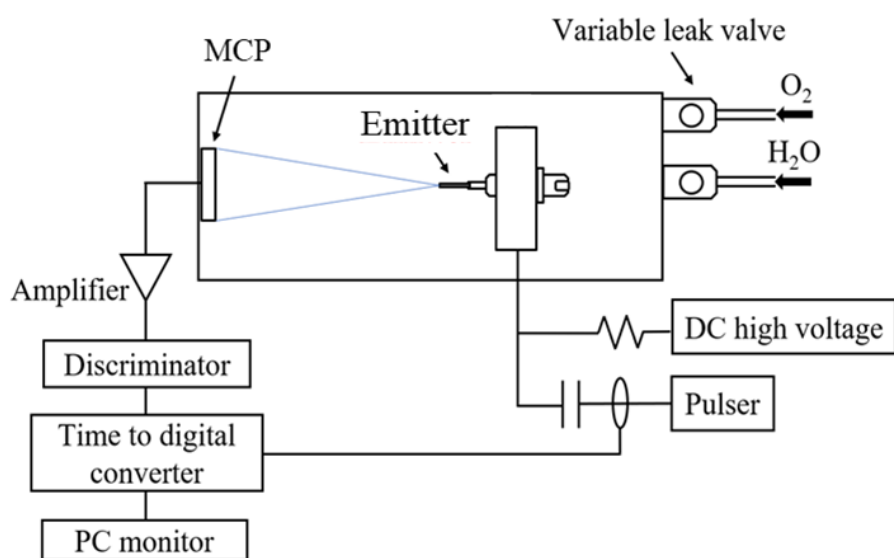 Variable leak valve
MCP
O₂
Emitter
H₂O
Amplifier
DC high voltage
Discriminator
Pulser
Time to digital
converter
PC monitor